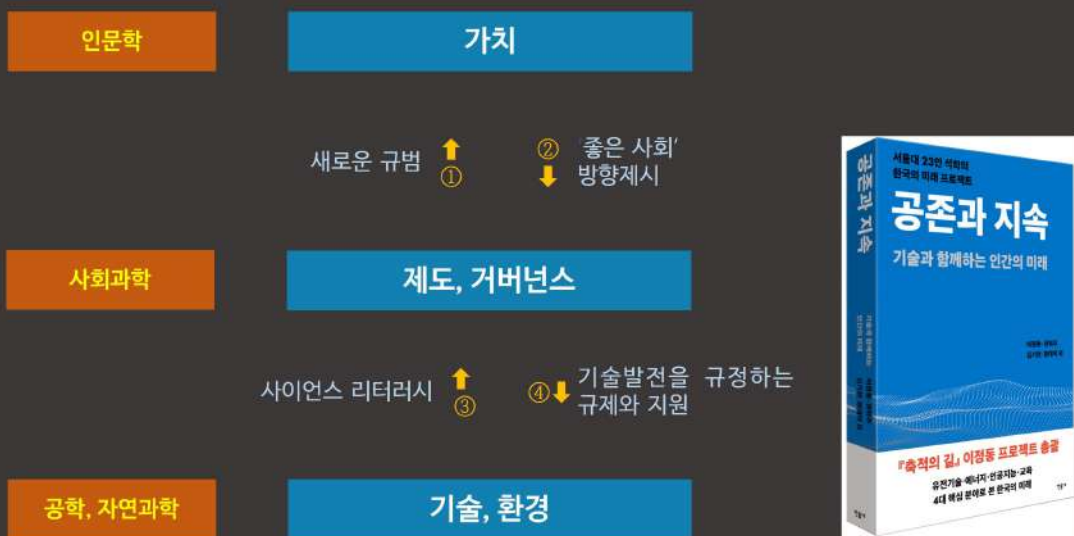 인문학
가치
새로운 규범
①
②
'좋은 사회'
방향제시
사회과학
제도, 거버넌스
사이언스 리터러시
③
④
기술발전을 규정하는
규제와 지원
공학, 자연과학
기술, 환경
공존과 지속
서울대 23인 석학의
한국의 미래 프로젝트
공존과 지속
기술과 함께하는 인간의 미래
『축적의 길』 이정동 프로젝트 총괄
유전기술·에너지·인공지능·교육
4대 핵심 분야로 본 한국의 미래
민음사